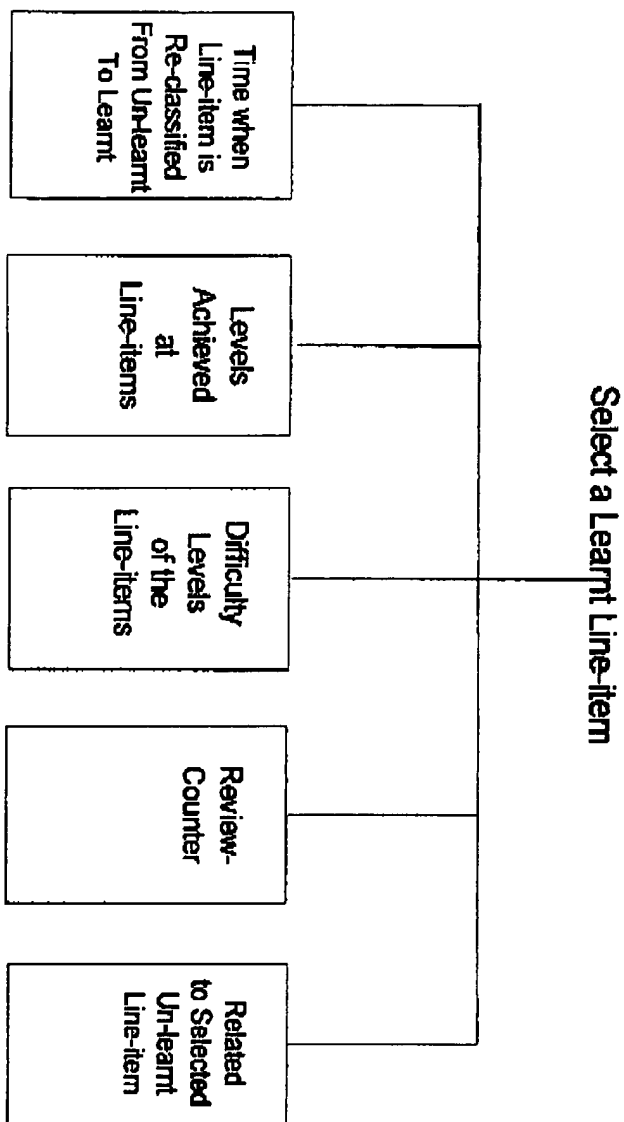 Select a Learnt Line-item
Time when
Line-item is
Re-classified
From Un-learnt
To Learnt
Levels
Achieved
at
Line-items
Difficulty
Levels
of the
Line-items
Review-
Counter
Related
to Selected
Un-learnt
Line-item